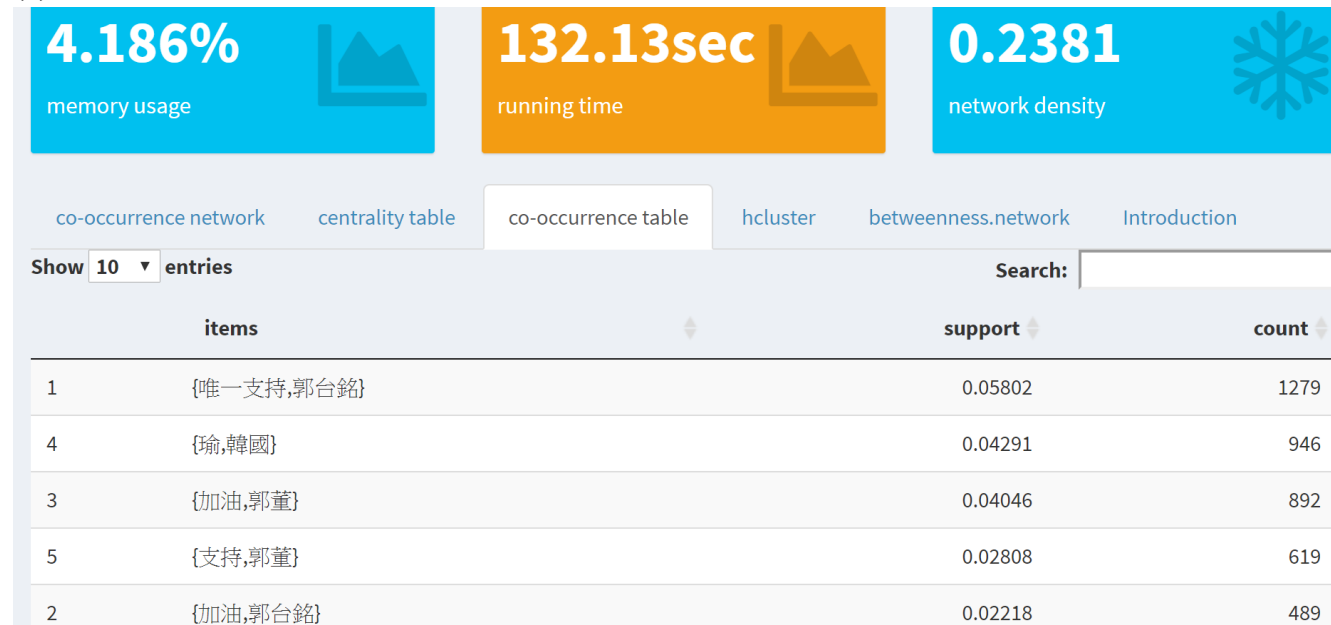 4.186%
132.13sec
0.2381
memory usage
running time
network density
co-occurrence network centrality table co-occurrence table hcluster betweenness.network Introduction
Show 10 entries
Search:
items support count
1 {唯一支持,郭台銘} 0.05802 1279
4 {瑜,韓國} 0.04291 946
3 {加油,郭董} 0.04046 892
5 {支持,郭董} 0.02808 619
2 {加油,郭台銘} 0.02218 489